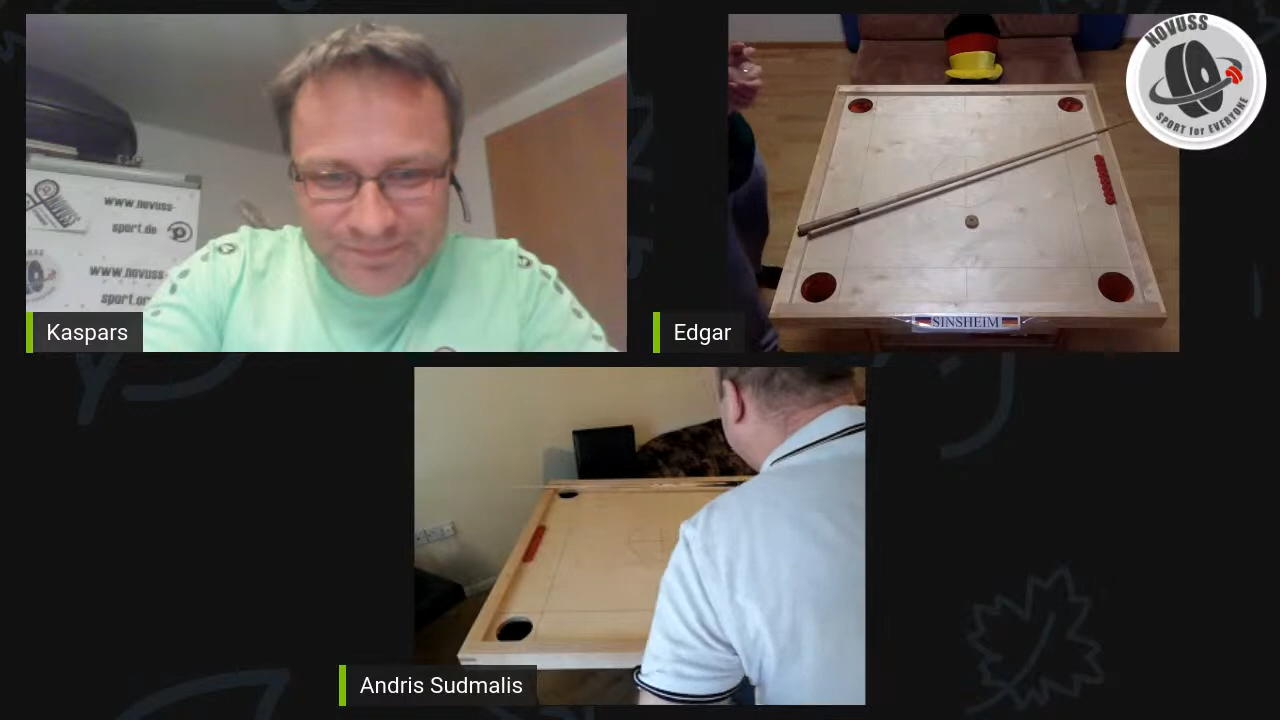 www.novuss-
sport.de
www.novuss-
sport.org
Kaspars
NOVUSS
SPORT for EVERYONE
SINSHEIM
Edgar
Andris Sudmalis